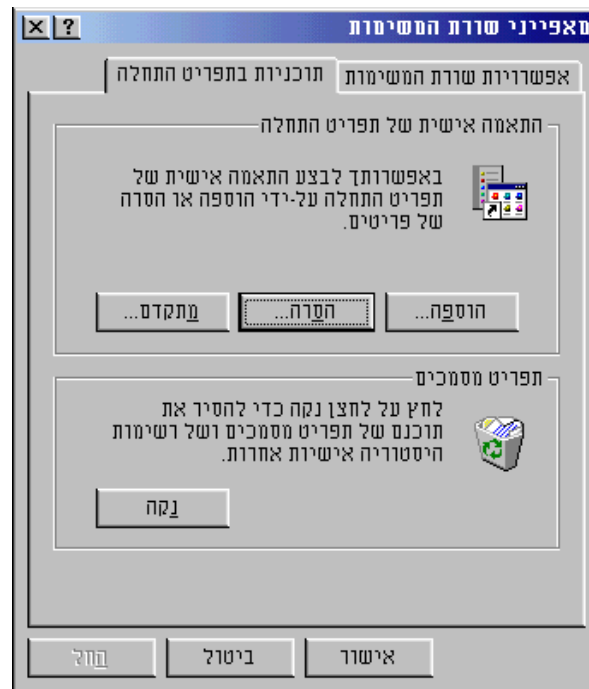 מאפייני שורת המשימות
אפשרויות שורת המשימות
תוכניות בתפריט התחלה
התאמה אישית של תפריט התחלה
באפשרותך לבצע התאמה אישית של
תפריט התחלה על-ידי הוספה או הסרה
של פריטים.
הוספה...
הסרה...
מתקדם...
תפריט מסמכים
לחץ על לחצן נקה כדי להסיר את
תוכנם של תפריט מסמכים ושל רשימות
היסטוריה אישיות אחרות.
נקה
אישור
ביטול
החל